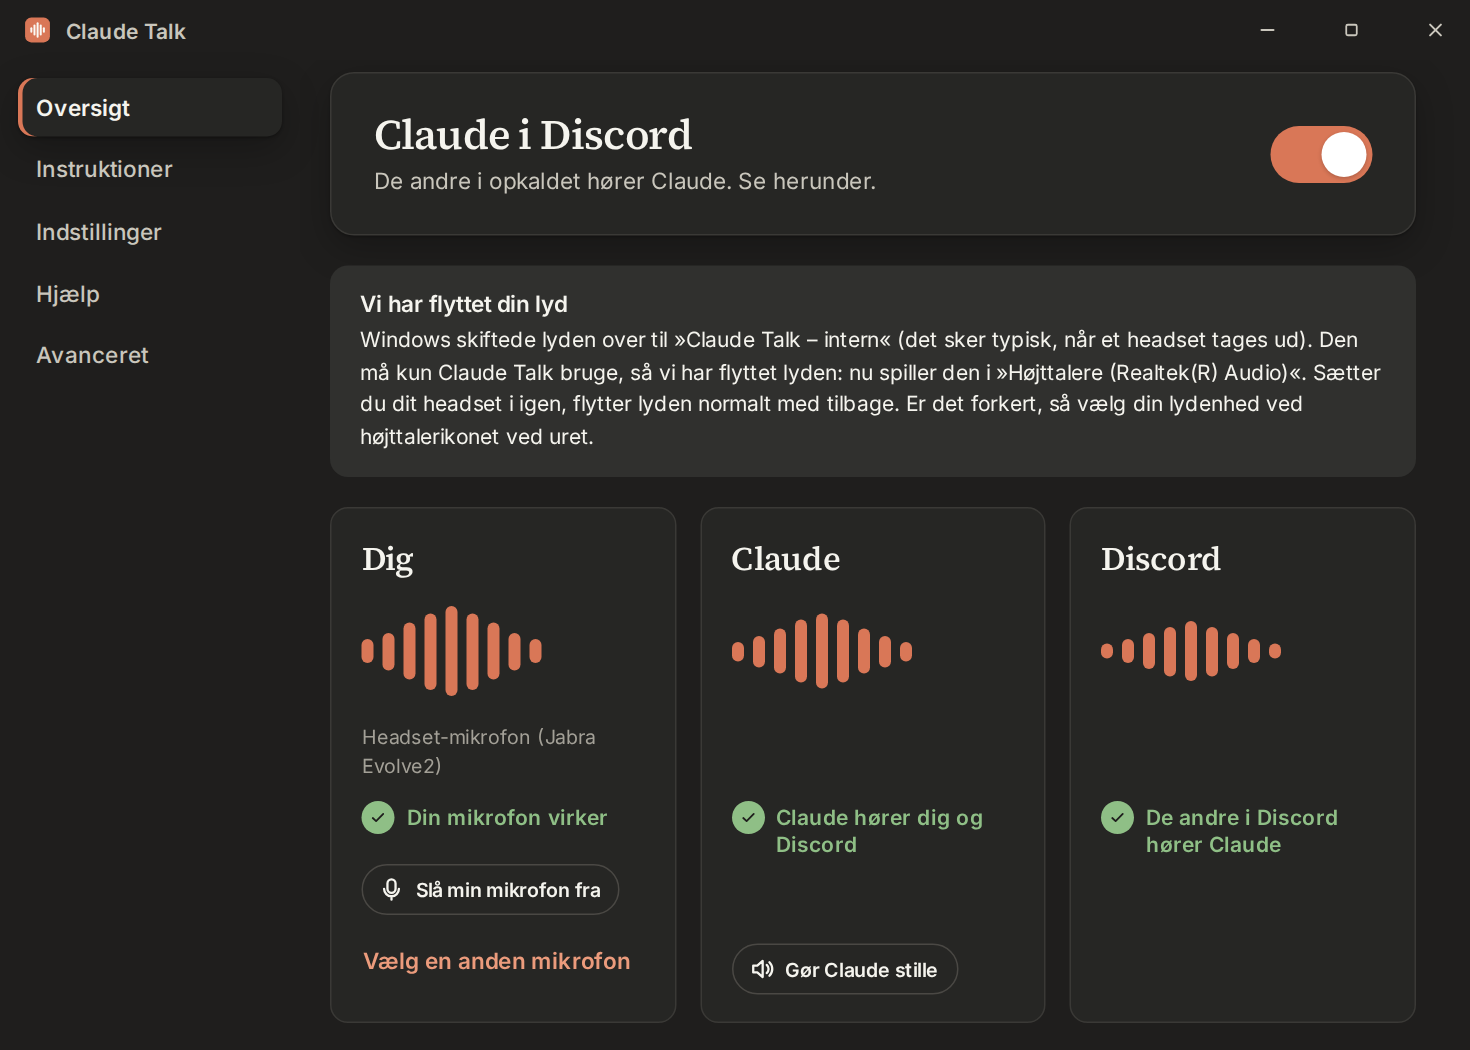 Claude Talk
Oversigt
Instruktioner
Indstillinger
Hjælp
Avanceret
Claude i Discord
De andre i opkaldet hører Claude. Se herunder.
Vi har flyttet din lyd
Windows skiftede lyden over til »Claude Talk – intern« (det sker typisk, når et headset tages ud). Den
må kun Claude Talk bruge, så vi har flyttet lyden: nu spiller den i »Højttalere (Realtek(R) Audio)«. Sætter
du dit headset i igen, flytter lyden normalt med tilbage. Er det forkert, så vælg din lydenhed ved
højttalerikonet ved uret.
Dig
Headset-mikrofon (Jabra
Evolve2)
Din mikrofon virker
Slå min mikrofon fra
Vælg en anden mikrofon
Claude
Claude hører dig og
Discord
Gør Claude stille
Discord
De andre i Discord
hører Claude